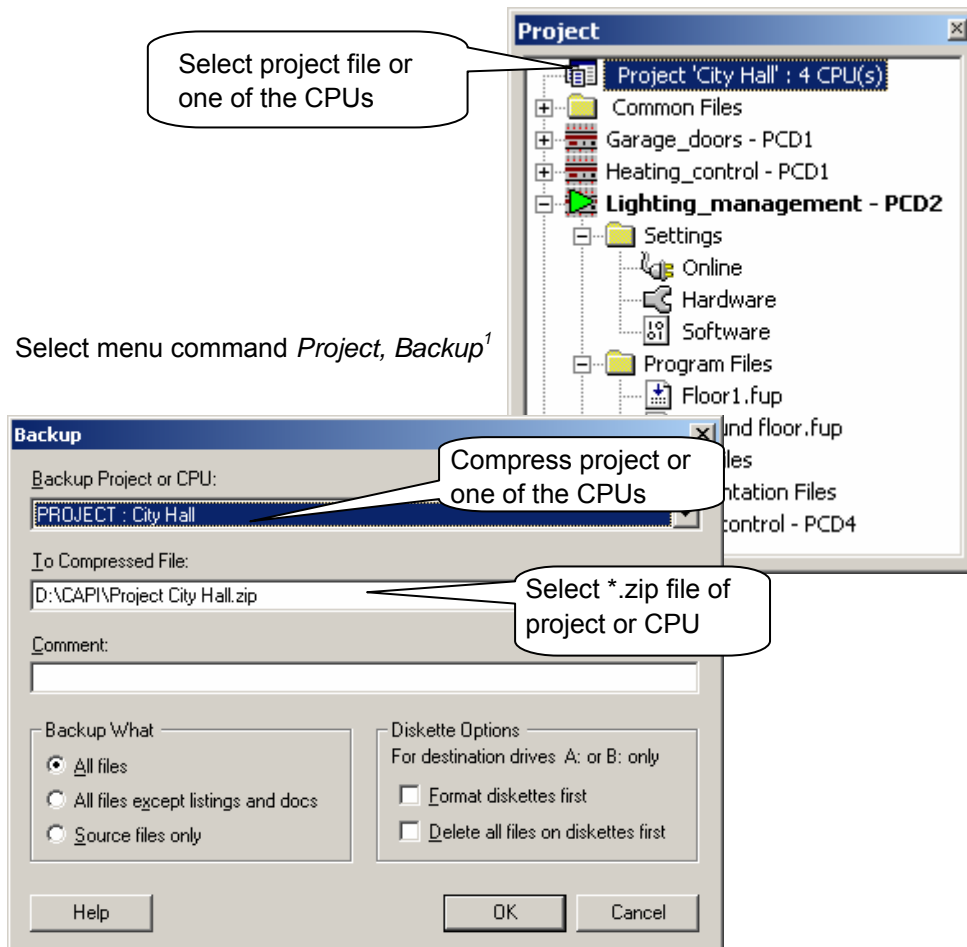 Project
Select project file or
one of the CPUs
Project 'City Hall' : 4 CPU(s)
Common Files
Garage_doors - PCD1
Heating_control - PCD1
Lighting_management - PCD2
Settings
Online
Hardware
Software
Select menu command Project, Backup1
Program Files
Floor1.fup
und floor.fup
les
ntation Files
control - PCD4
Backup
Backup Project or CPU:
Compress project or
one of the CPUs
PROJECT : City Hall
To Compressed File:
D:\CAPI\Project City Hall.zip
Select *.zip file of
project or CPU
Comment:
Backup What
All files
All files except listings and docs
Source files only
Diskette Options
For destination drives A: or B: only
Format diskettes first
Delete all files on diskettes first
Help
OK
Cancel